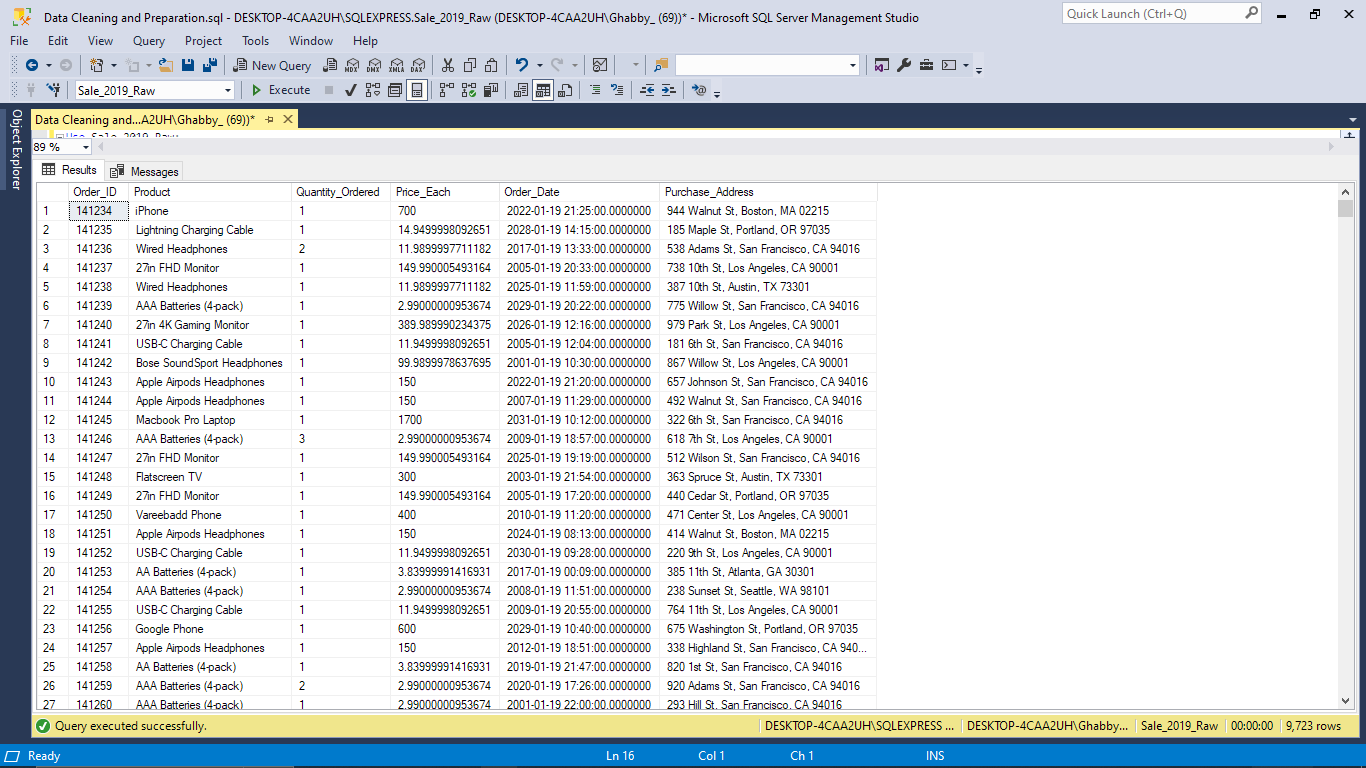 Data Cleaning and Preparation.sql - DESKTOP-4CAA2UH\SQLEXPRESS.Sale_2019_Raw (DESKTOP-4CAA2UH\Ghabby_ (69))* - Microsoft SQL Server Management Studio
Quick Launch (Ctrl+Q)
File Edit View Query Project Tools Window Help
New Query MDX DMX XMLA DAX
Sale_2019_Raw Execute
Object Explorer
Data Cleaning and...A2UH\Ghabby_ (69))*
Use Sale_2019_Raw
89 %
Results Messages
Order_ID Product Quantity_Ordered Price_Each Order_Date Purchase_Address
1 141234 iPhone 1 700 2022-01-19 21:25:00.0000000 944 Walnut St, Boston, MA 02215
2 141235 Lightning Charging Cable 1 14.9499998092651 2028-01-19 14:15:00.0000000 185 Maple St, Portland, OR 97035
3 141236 Wired Headphones 2 11.9899997711182 2017-01-19 13:33:00.0000000 538 Adams St, San Francisco, CA 94016
4 141237 27in FHD Monitor 1 149.990005493164 2005-01-19 20:33:00.0000000 738 10th St, Los Angeles, CA 90001
5 141238 Wired Headphones 1 11.9899997711182 2025-01-19 11:59:00.0000000 387 10th St, Austin, TX 73301
6 141239 AAA Batteries (4-pack) 1 2.99000000953674 2029-01-19 20:22:00.0000000 775 Willow St, San Francisco, CA 94016
7 141240 27in 4K Gaming Monitor 1 389.989990234375 2026-01-19 12:16:00.0000000 979 Park St, Los Angeles, CA 90001
8 141241 USB-C Charging Cable 1 11.9499998092651 2005-01-19 12:04:00.0000000 181 6th St, San Francisco, CA 94016
9 141242 Bose SoundSport Headphones 1 99.9899978637695 2001-01-19 10:30:00.0000000 867 Willow St, Los Angeles, CA 90001
10 141243 Apple Airpods Headphones 1 150 2022-01-19 21:20:00.0000000 657 Johnson St, San Francisco, CA 94016
11 141244 Apple Airpods Headphones 1 150 2007-01-19 11:29:00.0000000 492 Walnut St, San Francisco, CA 94016
12 141245 Macbook Pro Laptop 1 1700 2031-01-19 10:12:00.0000000 322 6th St, San Francisco, CA 94016
13 141246 AAA Batteries (4-pack) 3 2.99000000953674 2009-01-19 18:57:00.0000000 618 7th St, Los Angeles, CA 90001
14 141247 27in FHD Monitor 1 149.990005493164 2025-01-19 19:19:00.0000000 512 Wilson St, San Francisco, CA 94016
15 141248 Flatscreen TV 1 300 2003-01-19 21:54:00.0000000 363 Spruce St, Austin, TX 73301
16 141249 27in FHD Monitor 1 149.990005493164 2005-01-19 17:20:00.0000000 440 Cedar St, Portland, OR 97035
17 141250 Vareebadd Phone 1 400 2010-01-19 11:20:00.0000000 471 Center St, Los Angeles, CA 90001
18 141251 Apple Airpods Headphones 1 150 2024-01-19 08:13:00.0000000 414 Walnut St, Boston, MA 02215
19 141252 USB-C Charging Cable 1 11.9499998092651 2030-01-19 09:28:00.0000000 220 9th St, Los Angeles, CA 90001
20 141253 AA Batteries (4-pack) 1 3.83999991416931 2017-01-19 00:09:00.0000000 385 11th St, Atlanta, GA 30301
21 141254 AAA Batteries (4-pack) 1 2.99000000953674 2008-01-19 11:51:00.0000000 238 Sunset St, Seattle, WA 98101
22 141255 USB-C Charging Cable 1 11.9499998092651 2009-01-19 20:55:00.0000000 764 11th St, Los Angeles, CA 90001
23 141256 Google Phone 1 600 2029-01-19 10:40:00.0000000 675 Washington St, Portland, OR 97035
24 141257 Apple Airpods Headphones 1 150 2012-01-19 18:51:00.0000000 338 Highland St, San Francisco, CA 940...
25 141258 AA Batteries (4-pack) 1 3.83999991416931 2019-01-19 21:47:00.0000000 820 1st St, San Francisco, CA 94016
26 141259 AAA Batteries (4-pack) 2 2.99000000953674 2020-01-19 17:26:00.0000000 920 Adams St, San Francisco, CA 94016
27 141260 AAA Batteries (4-pack) 1 2.99000000953674 2001-01-19 22:00:00.0000000 293 Hill St, San Francisco, CA 94016
Query executed successfully. DESKTOP-4CAA2UH\SQLEXPRESS ... DESKTOP-4CAA2UH\Ghabby... Sale_2019_Raw 00:00:00 9,723 rows
Ready Ln 16 Col 1 Ch 1 INS